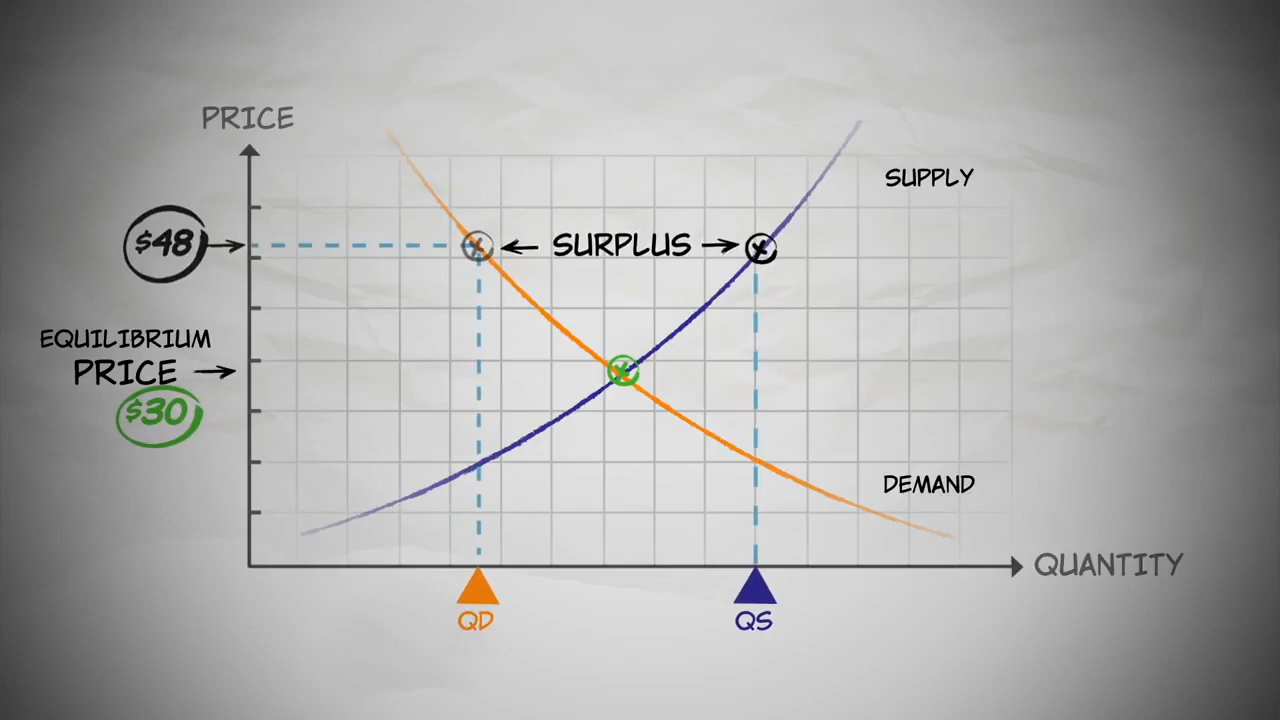 PRICE
SUPPLY
$48
SURPLUS
EQUILIBRIUM
PRICE
$30
DEMAND
QUANTITY
QD
QS